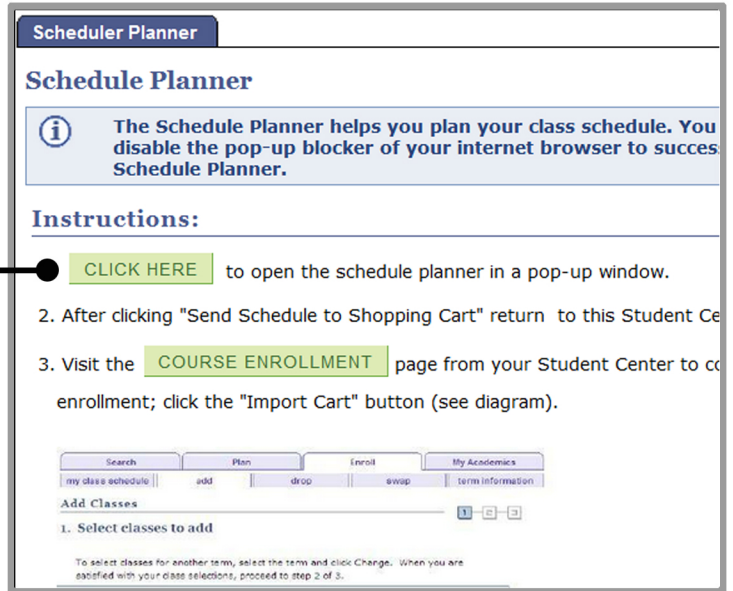 Scheduler Planner
Schedule Planner
The Schedule Planner helps you plan your class schedule. You
disable the pop-up blocker of your internet browser to succes
Schedule Planner.
Instructions:
CLICK HERE to open the schedule planner in a pop-up window.
2. After clicking "Send Schedule to Shopping Cart" return to this Student Ce
3. Visit the COURSE ENROLLMENT page from your Student Center to co
enrollment; click the "Import Cart" button (see diagram).
Search Plan Enroll My Academics
my class schedule add drop swap term information
Add Classes
1 2 3
1. Select classes to add
To select classes for another term, select the term and click Change. When you are
satisfied with your class selections, proceed to step 2 of 3.